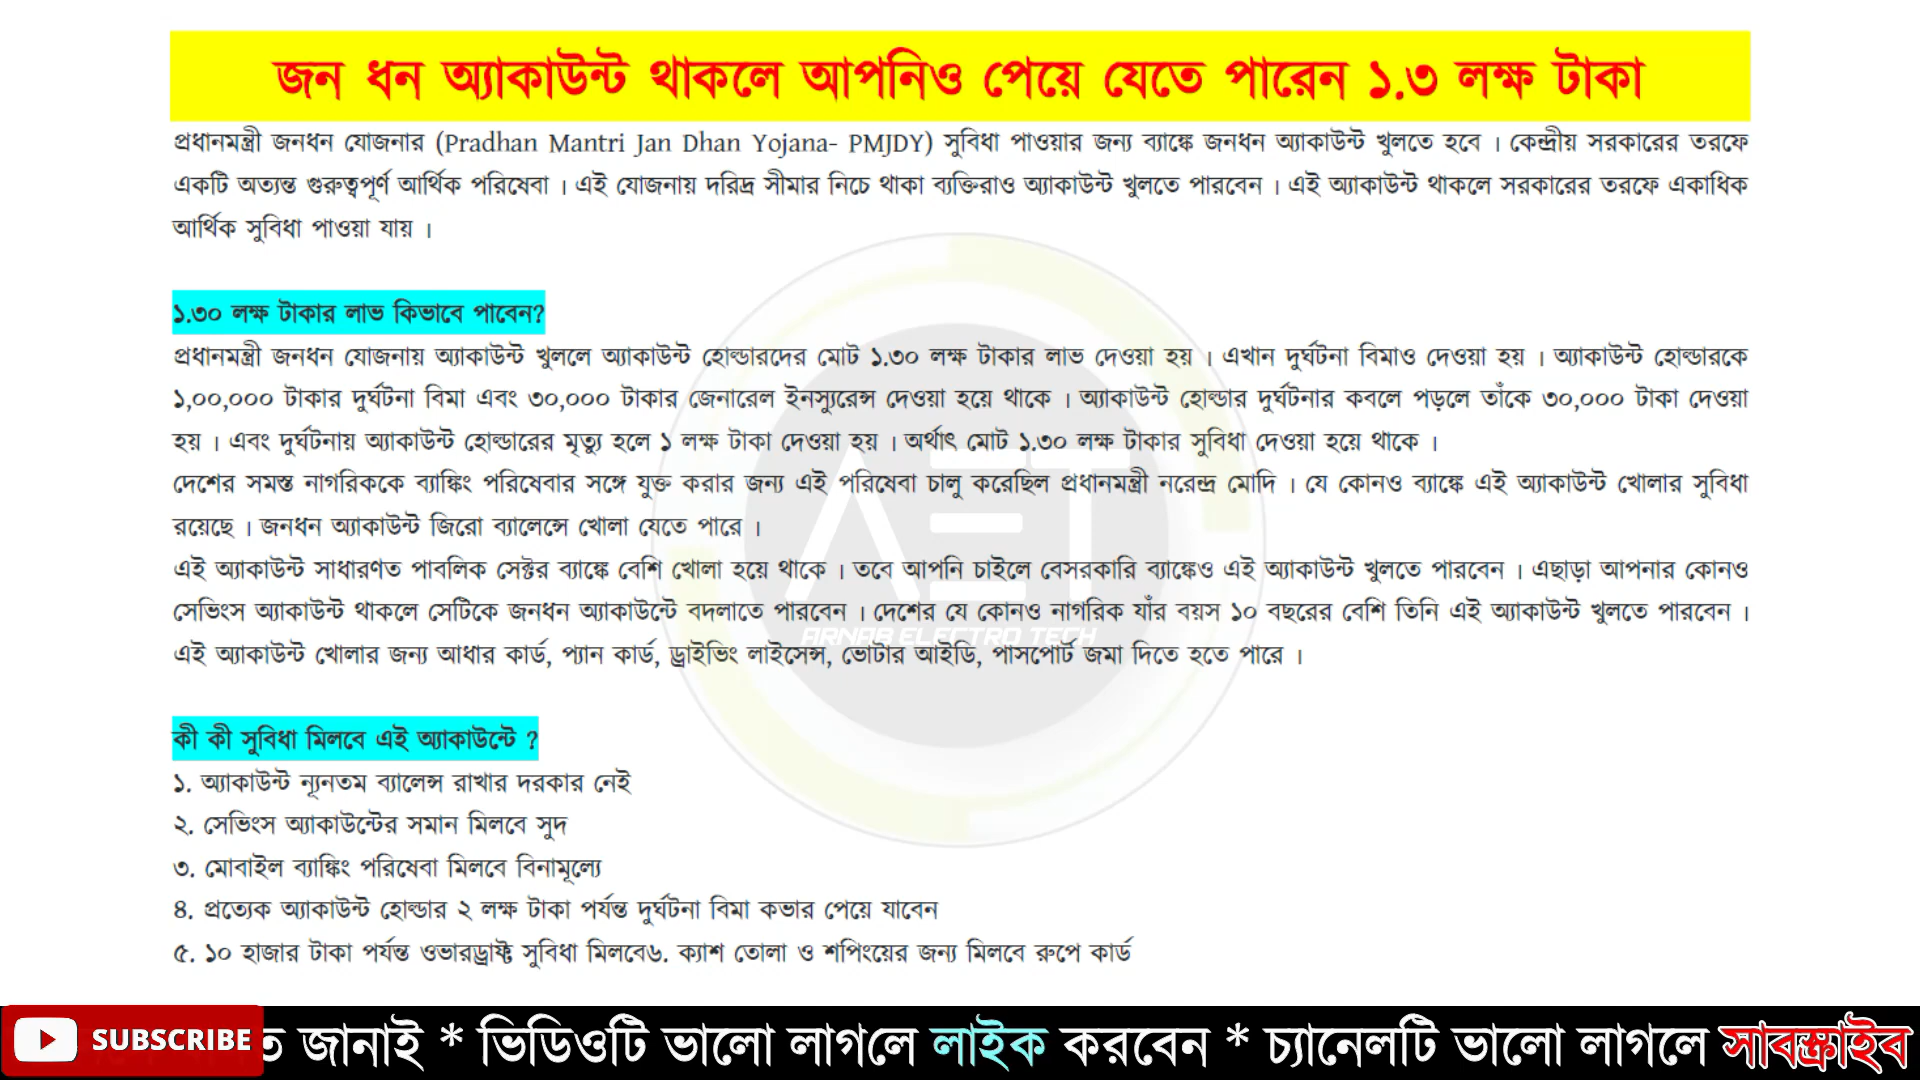 জন ধন অ্যাকাউন্ট থাকলে আপনিও পেয়ে যেতে পারেন ১.৩ লক্ষ টাকা
প্রধানমন্ত্রী জনধন যোজনার (Pradhan Mantri Jan Dhan Yojana- PMJDY) সুবিধা পাওয়ার জন্য ব্যাঙ্কে জনধন অ্যাকাউন্ট খুলতে হবে । কেন্দ্রীয় সরকারের তরফে
একটি অত্যন্ত গুরুত্বপূর্ণ আর্থিক পরিষেবা । এই যোজনায় দরিদ্র সীমার নিচে থাকা ব্যক্তিরাও অ্যাকাউন্ট খুলতে পারবেন । এই অ্যাকাউন্ট থাকলে সরকারের তরফে একাধিক
আর্থিক সুবিধা পাওয়া যায় ।
১.৩০ লক্ষ টাকার লাভ কিভাবে পাবেন?
প্রধানমন্ত্রী জনধন যোজনায় অ্যাকাউন্ট খুললে অ্যাকাউন্ট হোল্ডারদের মোট ১.৩০ লক্ষ টাকার লাভ দেওয়া হয় । এখান দুর্ঘটনা বিমাও দেওয়া হয় । অ্যাকাউন্ট হোল্ডারকে
১,০০,০০০ টাকার দুর্ঘটনা বিমা এবং ৩০,০০০ টাকার জেনারেল ইনস্যুরেন্স দেওয়া হয়ে থাকে । অ্যাকাউন্ট হোল্ডার দুর্ঘটনার কবলে পড়লে তাঁকে ৩০,০০০ টাকা দেওয়া
হয় । এবং দুর্ঘটনায় অ্যাকাউন্ট হোল্ডারের মৃত্যু হলে ১ লক্ষ টাকা দেওয়া হয় । অর্থাৎ মোট ১.৩০ লক্ষ টাকার সুবিধা দেওয়া হয়ে থাকে ।
দেশের সমস্ত নাগরিককে ব্যাঙ্কিং পরিষেবার সঙ্গে যুক্ত করার জন্য এই পরিষেবা চালু করেছিল প্রধানমন্ত্রী নরেন্দ্র মোদি । যে কোনও ব্যাঙ্কে এই অ্যাকাউন্ট খোলার সুবিধা
রয়েছে । জনধন অ্যাকাউন্ট জিরো ব্যালেন্সে খোলা যেতে পারে ।
এই অ্যাকাউন্ট সাধারণত পাবলিক সেক্টর ব্যাঙ্কে বেশি খোলা হয়ে থাকে । তবে আপনি চাইলে বেসরকারি ব্যাঙ্কেও এই অ্যাকাউন্ট খুলতে পারবেন । এছাড়া আপনার কোনও
সেভিংস অ্যাকাউন্ট থাকলে সেটিকে জনধন অ্যাকাউন্টে বদলাতে পারবেন । দেশের যে কোনও নাগরিক যাঁর বয়স ১০ বছরের বেশি তিনি এই অ্যাকাউন্ট খুলতে পারবেন ।
AET
ARNAB ELECTRO TECH
এই অ্যাকাউন্ট খোলার জন্য আধার কার্ড, প্যান কার্ড, ড্রাইভিং লাইসেন্স, ভোটার আইডি, পাসপোর্ট জমা দিতে হতে পারে ।
কী কী সুবিধা মিলবে এই অ্যাকাউন্টে ?
১. অ্যাকাউন্ট ন্যূনতম ব্যালেন্স রাখার দরকার নেই
২. সেভিংস অ্যাকাউন্টের সমান মিলবে সুদ
৩. মোবাইল ব্যাঙ্কিং পরিষেবা মিলবে বিনামূল্যে
৪. প্রত্যেক অ্যাকাউন্ট হোল্ডার ২ লক্ষ টাকা পর্যন্ত দুর্ঘটনা বিমা কভার পেয়ে যাবেন
৫. ১০ হাজার টাকা পর্যন্ত ওভারড্রাফ্ট সুবিধা মিলবে৬. ক্যাশ তোলা ও শপিংয়ের জন্য মিলবে রুপে কার্ড
SUBSCRIBE ত জানাই * ভিডিওটি ভালো লাগলে লাইক করবেন * চ্যানেলটি ভালো লাগলে সাবস্ক্রাইব